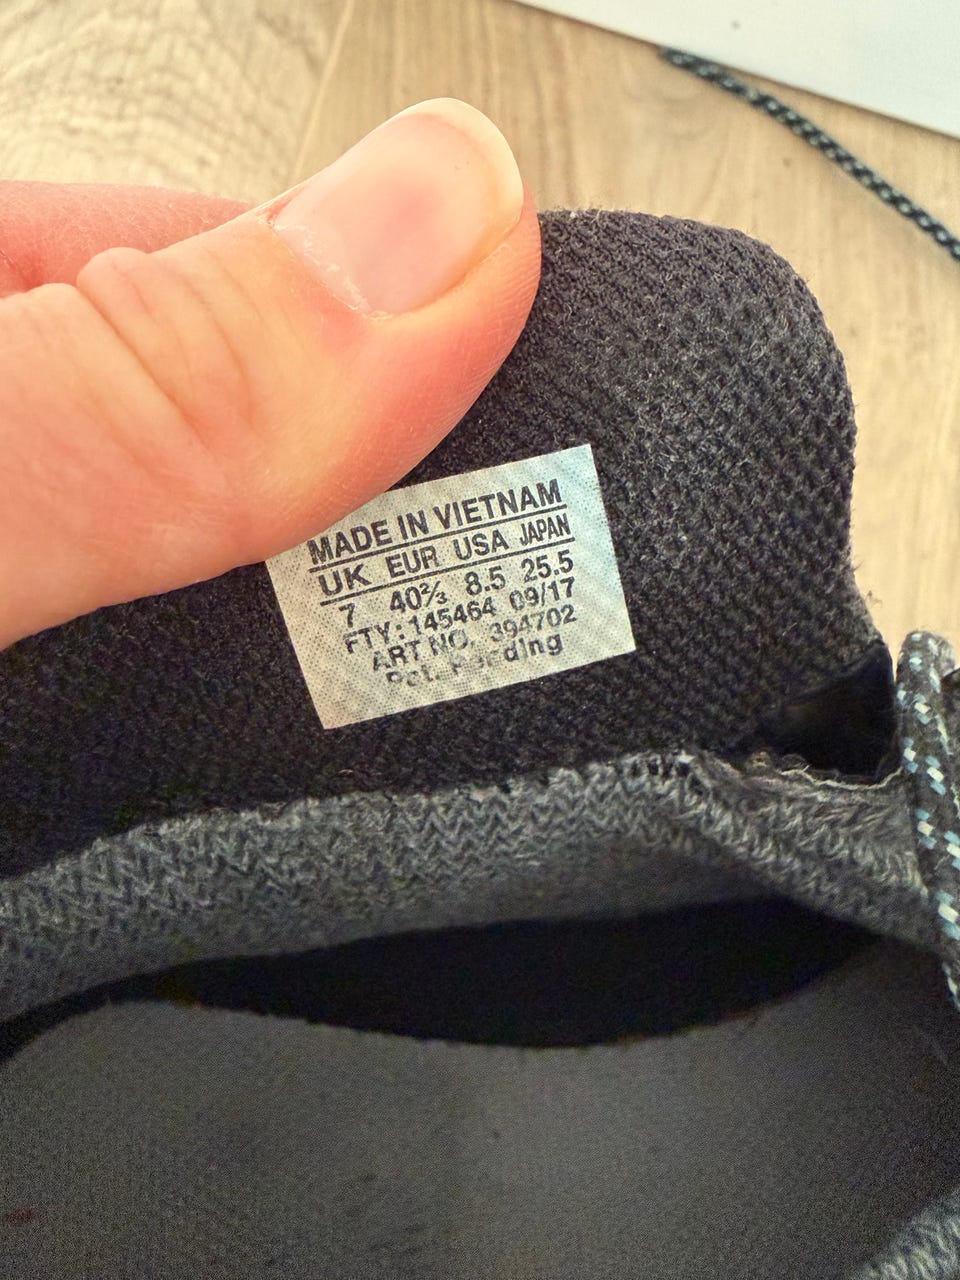 MADE IN VIETNAM
UK EUR USA JAPAN
7 40⅔ 8.5 25.5
FTY: 145464 09/17
ART NO. 394702
Pat. Pending